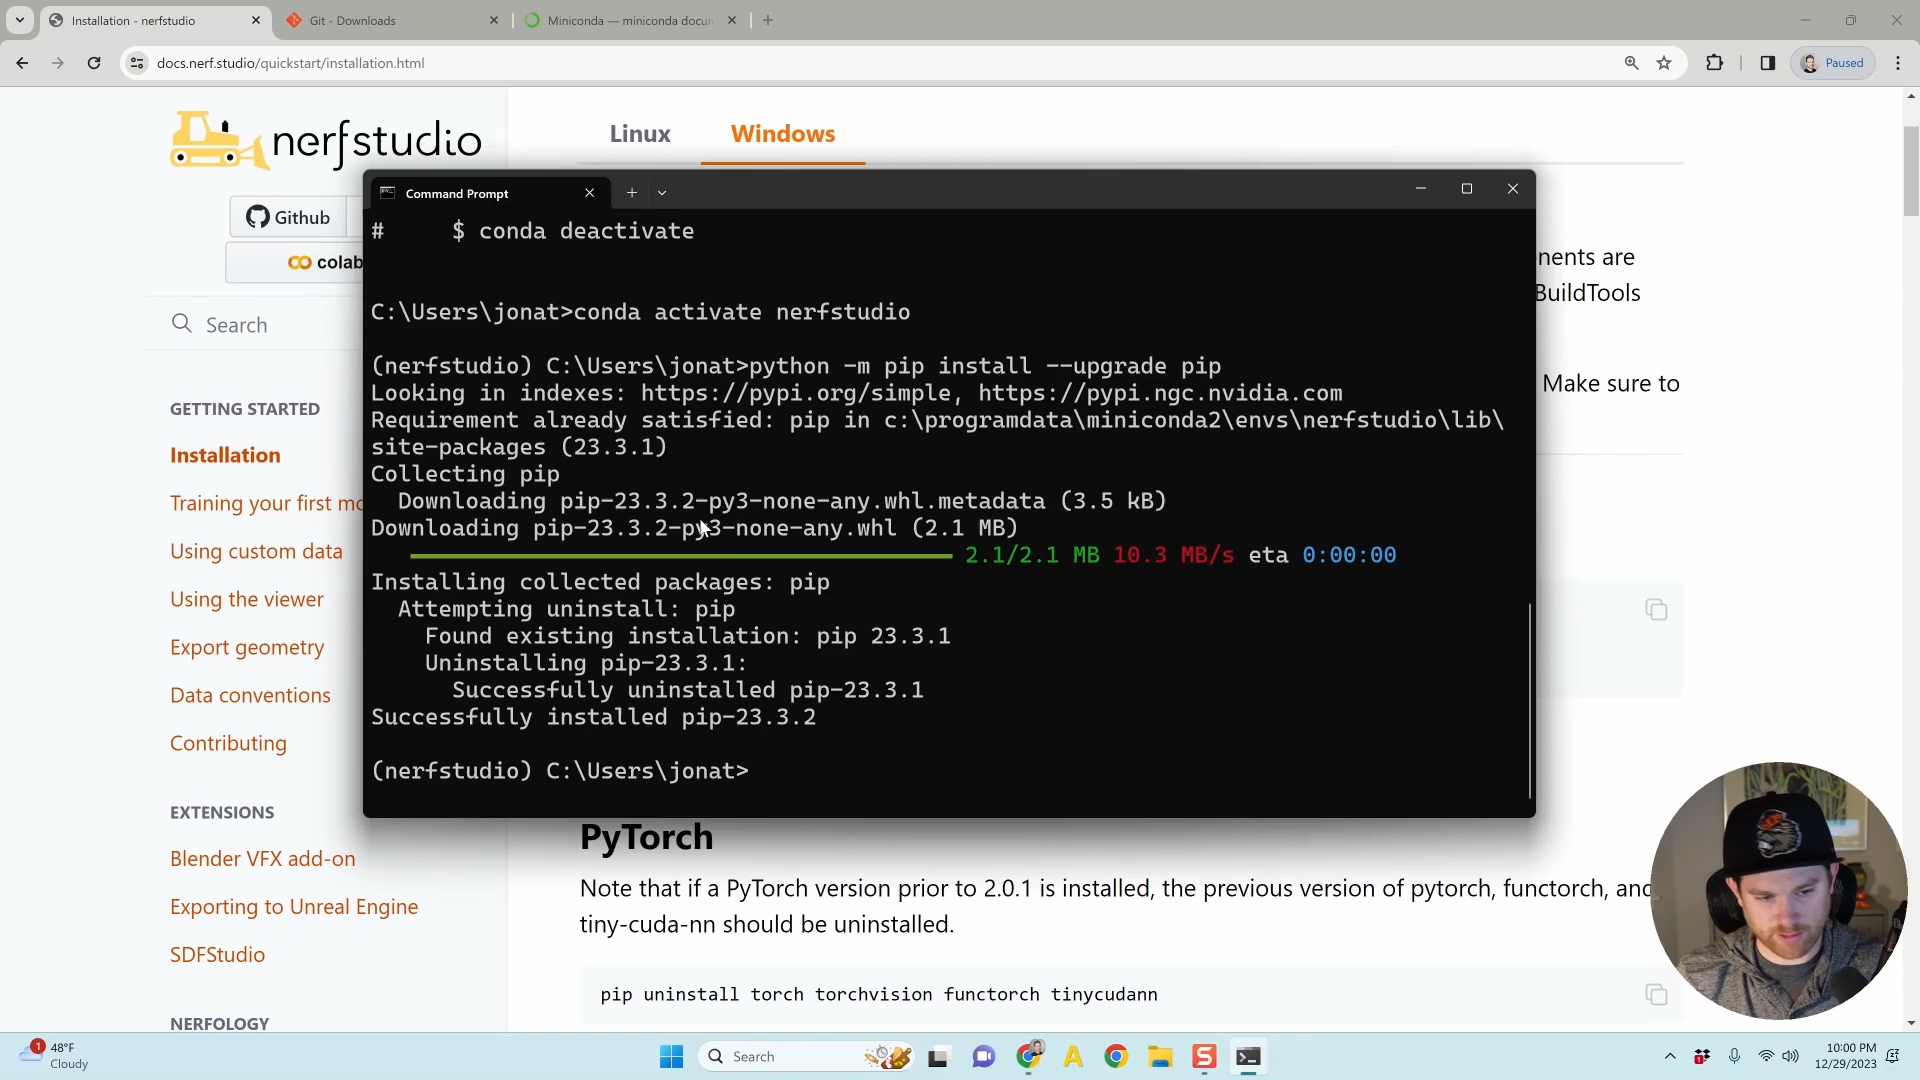 Installation - nerfstudio
Git - Downloads
Miniconda — miniconda docum
docs.nerf.studio/quickstart/installation.html
Paused
nerfstudio
Linux
Windows
Github
colab
Search
GETTING STARTED
Installation
Training your first mo
Using custom data
Using the viewer
Export geometry
Data conventions
Contributing
EXTENSIONS
Blender VFX add-on
Exporting to Unreal Engine
SDFStudio
NERFOLOGY
nents are
BuildTools
Make sure to
Command Prompt
#     $ conda deactivate
C:\Users\jonat>conda activate nerfstudio
(nerfstudio) C:\Users\jonat>python -m pip install --upgrade pip
Looking in indexes: https://pypi.org/simple, https://pypi.ngc.nvidia.com
Requirement already satisfied: pip in c:\programdata\miniconda2\envs\nerfstudio\lib\
site-packages (23.3.1)
Collecting pip
Downloading pip-23.3.2-py3-none-any.whl.metadata (3.5 kB)
Downloading pip-23.3.2-py3-none-any.whl (2.1 MB)
2.1/2.1 MB 10.3 MB/s eta 0:00:00
Installing collected packages: pip
Attempting uninstall: pip
Found existing installation: pip 23.3.1
Uninstalling pip-23.3.1:
Successfully uninstalled pip-23.3.1
Successfully installed pip-23.3.2
(nerfstudio) C:\Users\jonat>
PyTorch
Note that if a PyTorch version prior to 2.0.1 is installed, the previous version of pytorch, functorch, and
tiny-cuda-nn should be uninstalled.
pip uninstall torch torchvision functorch tinycudann
1
48°F
Cloudy
Search
10:00 PM
12/29/2023